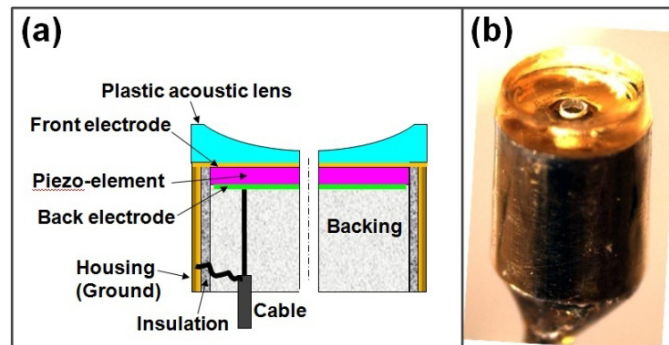 (a)
Plastic acoustic lens
Front electrode
Piezo-element
Back electrode
Backing
Housing
(Ground)
Insulation
Cable
(b)